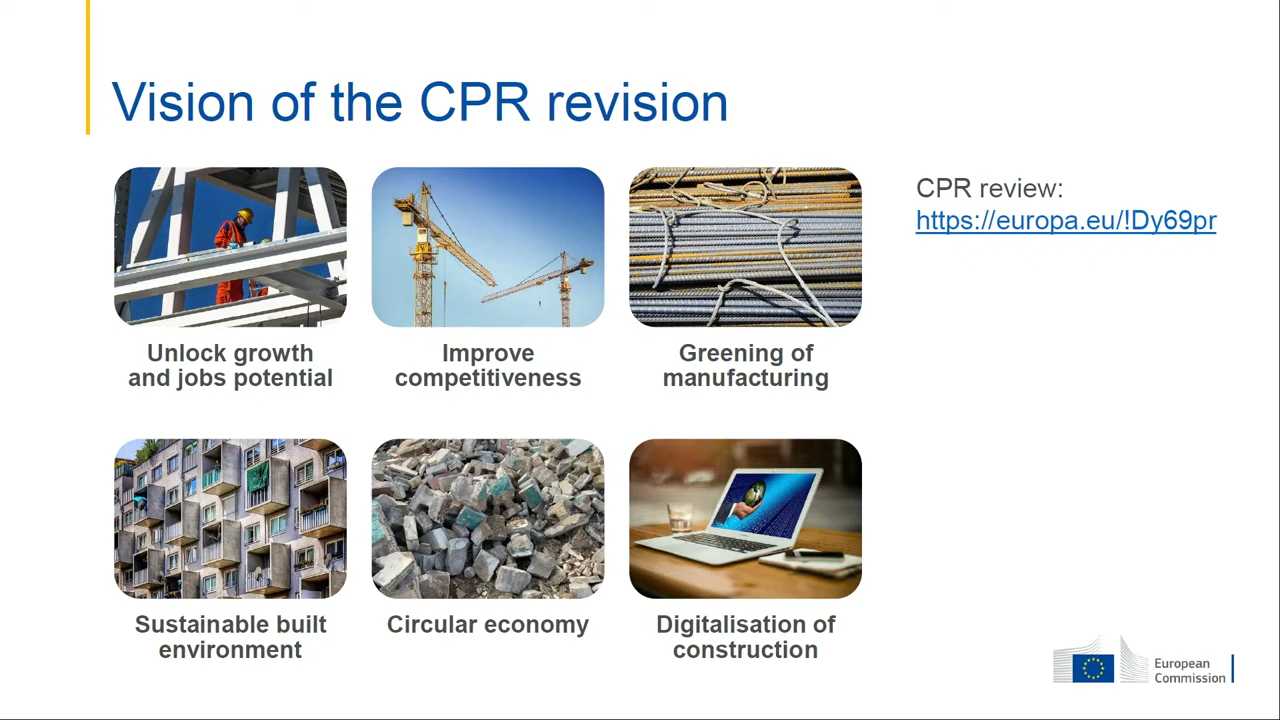 Vision of the CPR revision
Unlock growth
and jobs potential
Improve
competitiveness
Greening of
manufacturing
CPR review:
https://europa.eu/!Dy69pr
Sustainable built
environment
Circular economy
Digitalisation of
construction
European
Commission